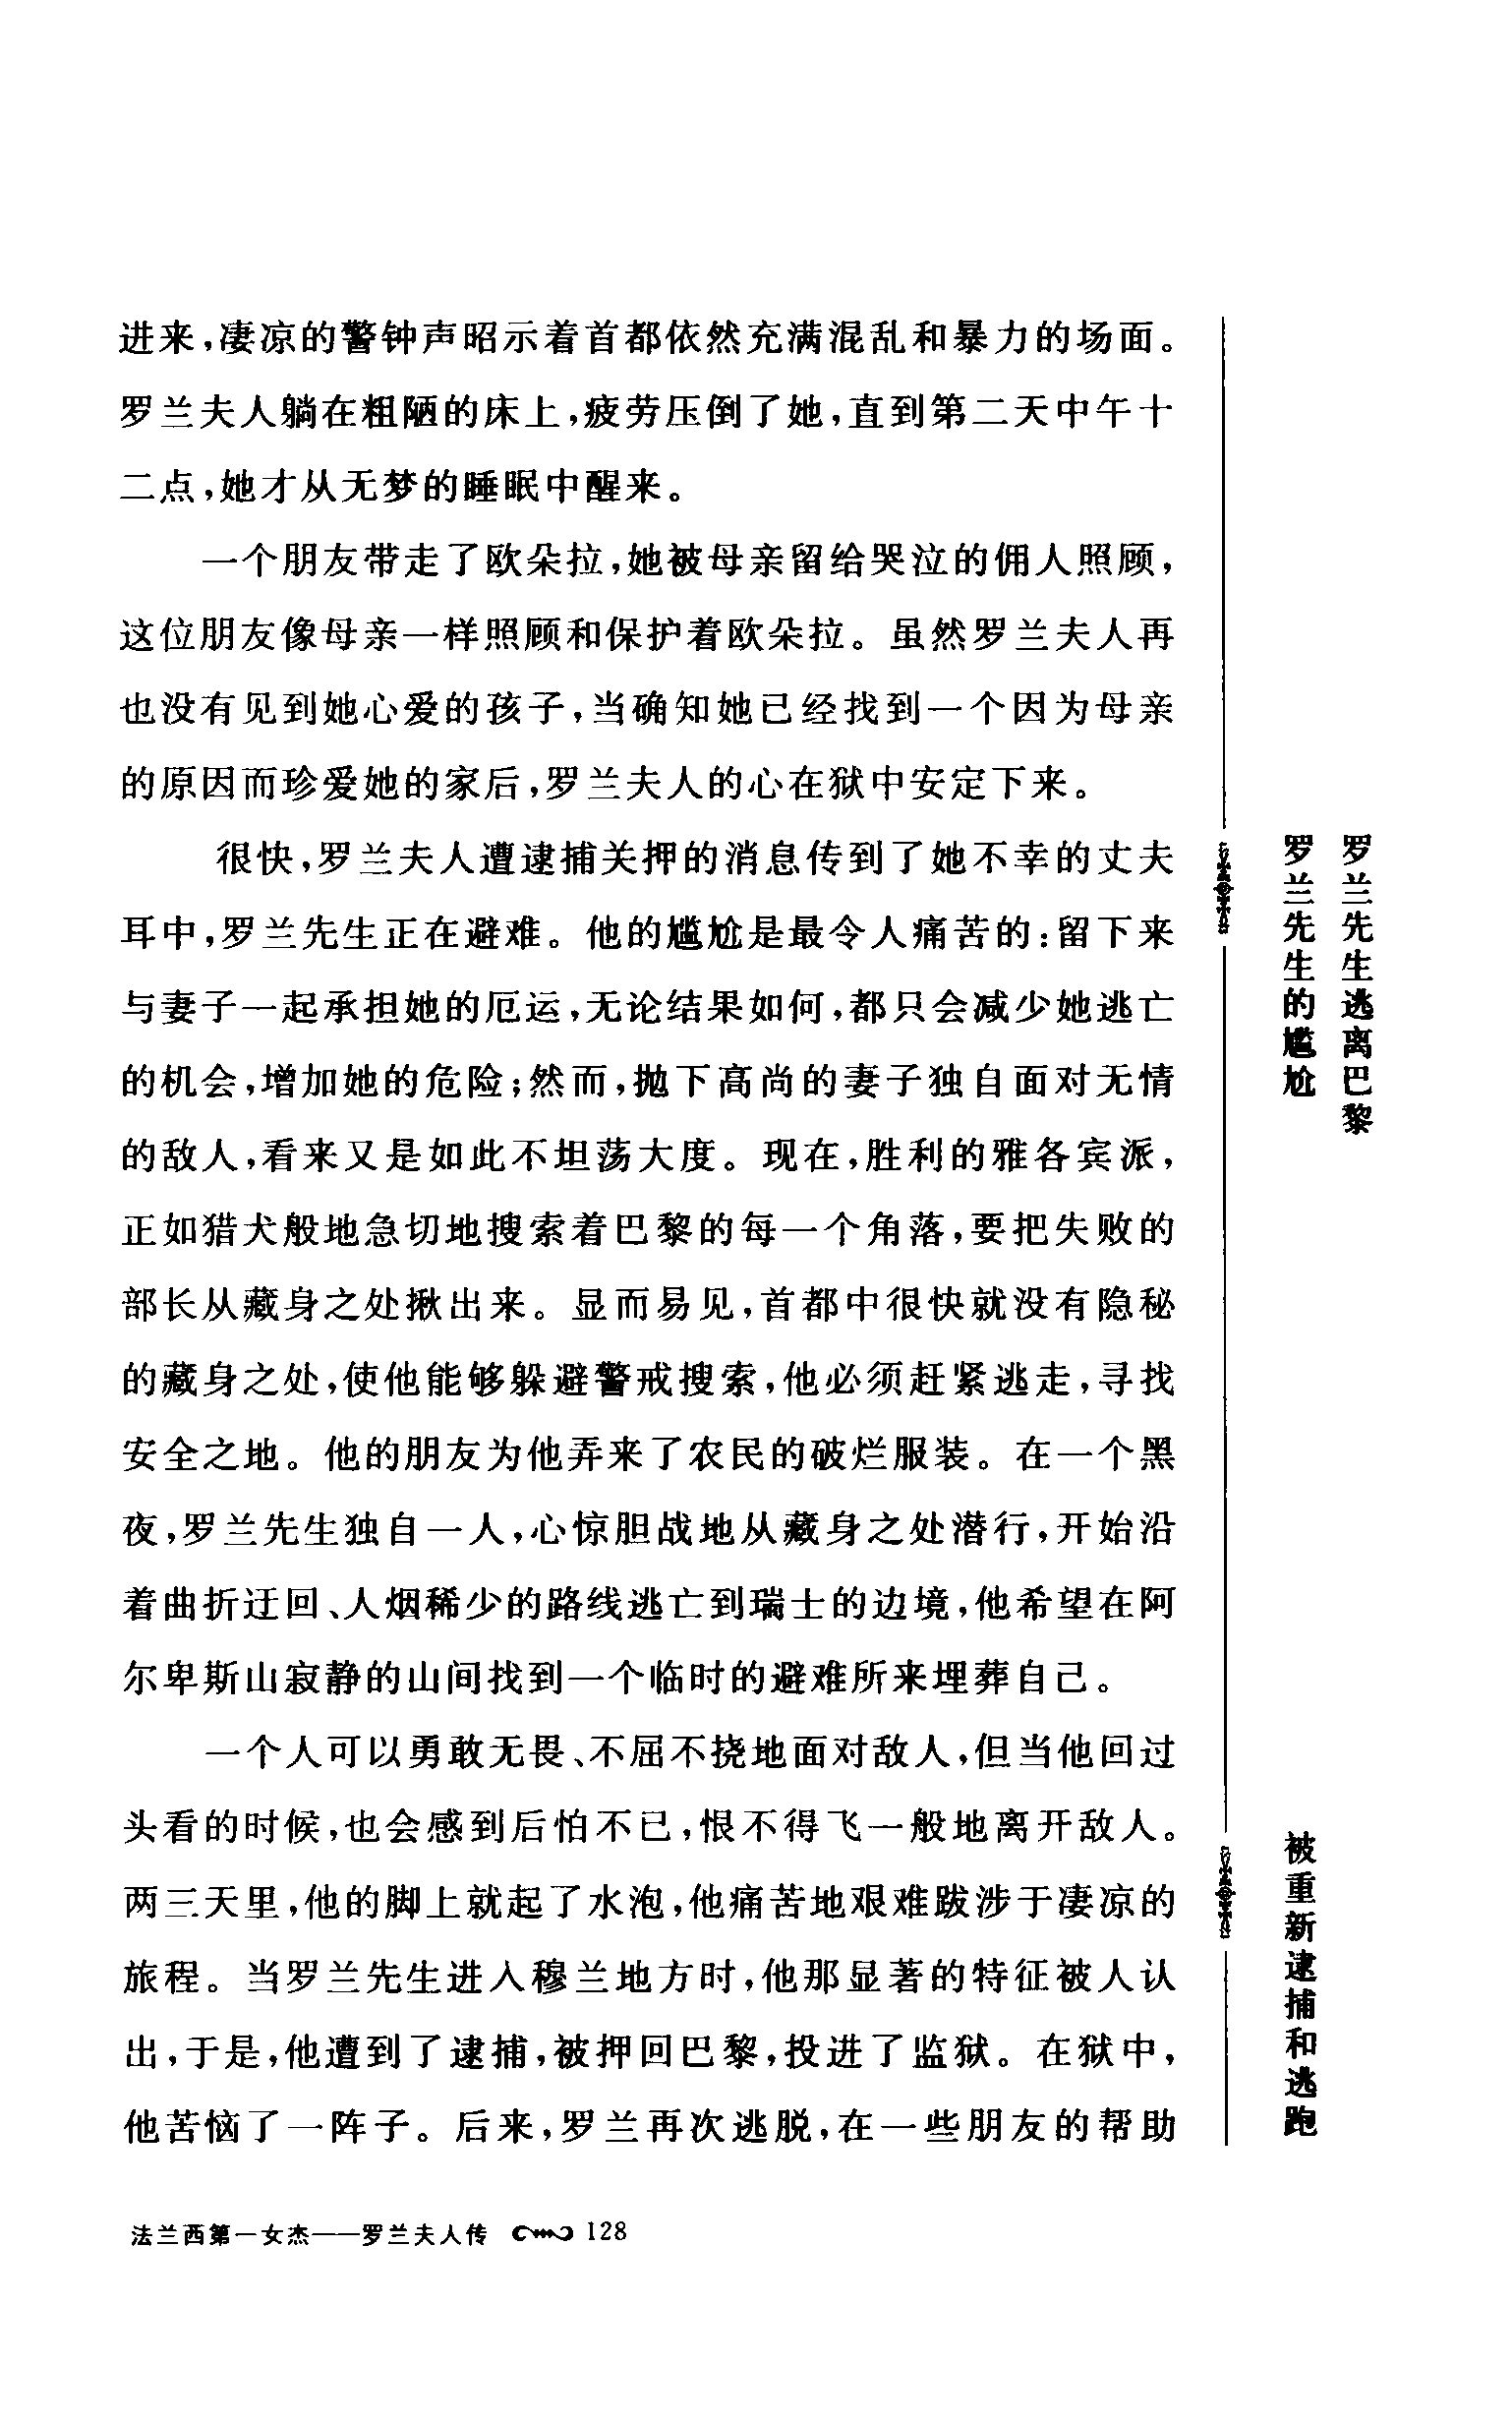 进来,凄凉的警钟声昭示着首都依然充满混乱和暴力的场面。
罗兰夫人躺在粗陋的床上,疲劳压倒了她,直到第二天中午十
二点,她才从无梦的睡眠中醒来。
一个朋友带走了欧朵拉,她被母亲留给哭泣的佣人照顾,
这位朋友像母亲一样照顾和保护着欧朵拉。虽然罗兰夫人再
也没有见到她心爱的孩子,当确知她已经找到一个因为母亲
的原因而珍爱她的家后,罗兰夫人的心在狱中安定下来。
很快,罗兰夫人遭逮捕关押的消息传到了她不幸的丈夫
耳中,罗兰先生正在避难。他的尴尬是最令人痛苦的:留下来
与妻子一起承担她的厄运,无论结果如何,都只会减少她逃亡
的机会,增加她的危险;然而,抛下高尚的妻子独自面对无情
的敌人,看来又是如此不坦荡大度。现在,胜利的雅各宾派,
正如猎犬般地急切地搜索着巴黎的每一个角落,要把失败的
部长从藏身之处揪出来。显而易见,首都中很快就没有隐秘
的藏身之处,使他能够躲避警戒搜索,他必须赶紧逃走,寻找
安全之地。他的朋友为他弄来了农民的破烂服装。在一个黑
夜,罗兰先生独自一人,心惊胆战地从藏身之处潜行,开始沿
着曲折迂回、人烟稀少的路线逃亡到瑞士的边境,他希望在阿
尔卑斯山寂静的山间找到一个临时的避难所来埋葬自己。
一个人可以勇敢无畏、不屈不挠地面对敌人,但当他回过
头看的时候,也会感到后怕不已,恨不得飞一般地离开敌人。
两三天里,他的脚上就起了水泡,他痛苦地艰难跋涉于凄凉的
旅程。当罗兰先生进入穆兰地方时,他那显著的特征被人认
出,于是,他遭到了逮捕,被押回巴黎,投进了监狱。在狱中,
他苦恼了一阵子。后来,罗兰再次逃脱,在一些朋友的帮助
罗兰先生逃离巴黎
罗兰先生的尴尬
被重新逮捕和逃跑
法兰西第一女杰——罗兰夫人传 128